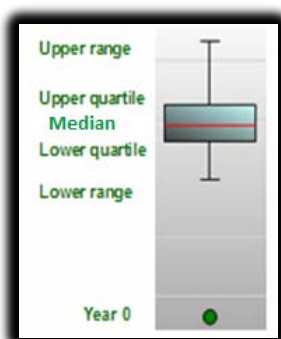 Upper range
Upper quartile
Median
Lower quartile
Lower range
Year 0